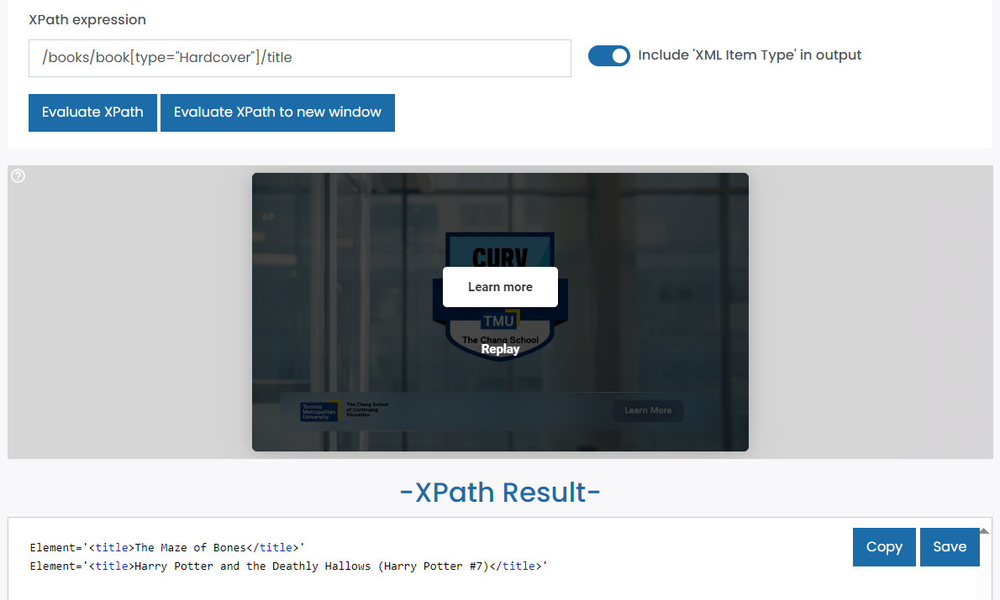 XPath expression
/books/book[type="Hardcover"]/title
Include 'XML Item Type' in output
Evaluate XPath
Evaluate XPath to new window
?
CURV
Learn more
TMU
The Chang School
Replay
Toronto
Metropolitan
University
The Chang School
of Continuing
Education
Learn More
-XPath Result-
Element='<title>The Maze of Bones</title>'
Element='<title>Harry Potter and the Deathly Hallows (Harry Potter #7)</title>'
Copy
Save